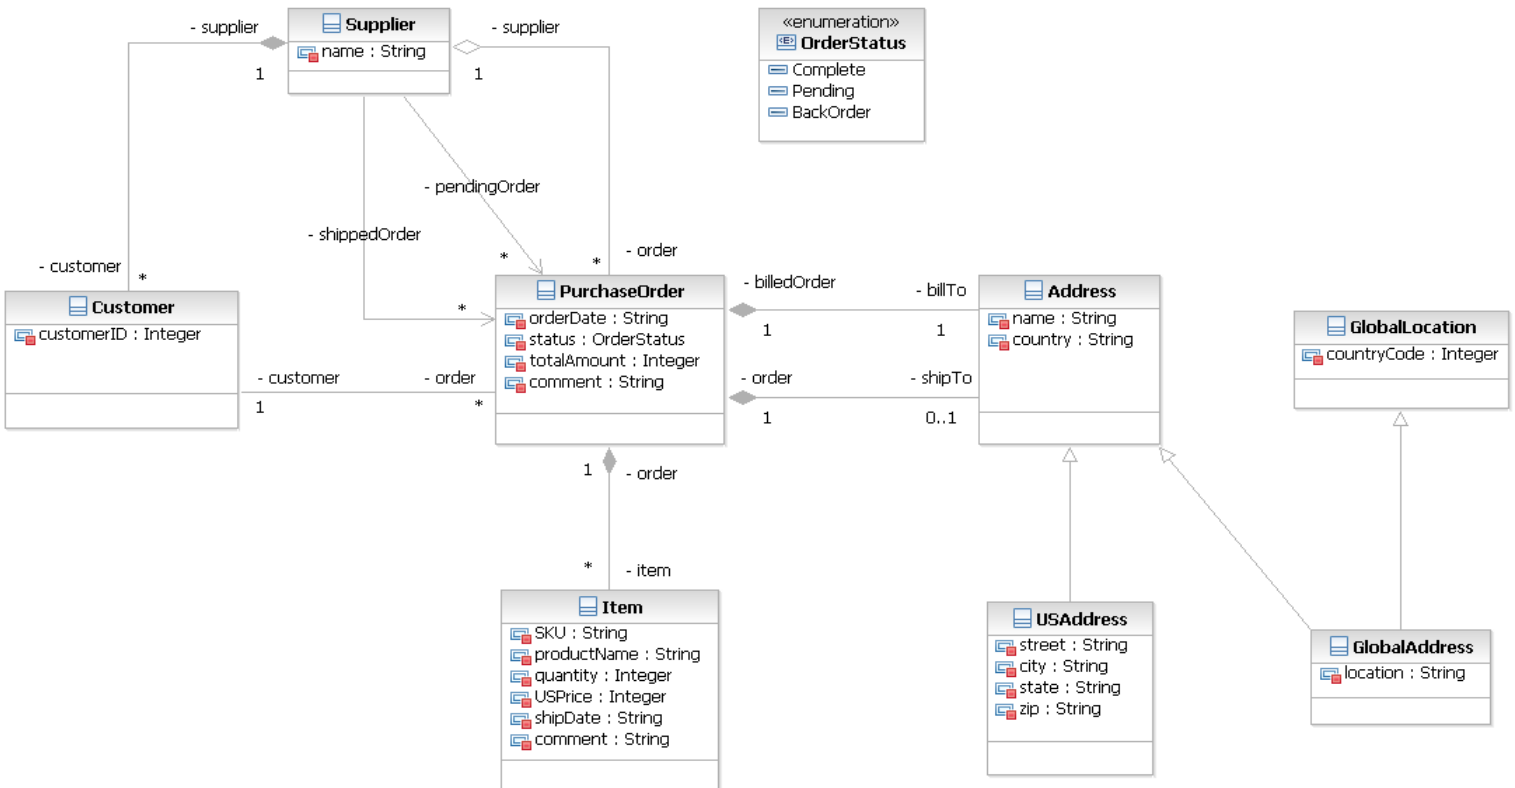 - supplier
Supplier
- supplier
name : String
1
1
«enumeration»
OrderStatus
Complete
Pending
BackOrder
- pendingOrder
- shippedOrder
- customer
*
*
*
- order
*
Customer
customerID : Integer
- customer
- order
1
*
PurchaseOrder
orderDate : String
status : OrderStatus
totalAmount : Integer
comment : String
- billedOrder
- billTo
1
1
- order
- shipTo
1
0..1
Address
name : String
country : String
GlobalLocation
countryCode : Integer
1
- order
*
- item
Item
SKU : String
productName : String
quantity : Integer
USPrice : Integer
shipDate : String
comment : String
USAddress
street : String
city : String
state : String
zip : String
GlobalAddress
location : String